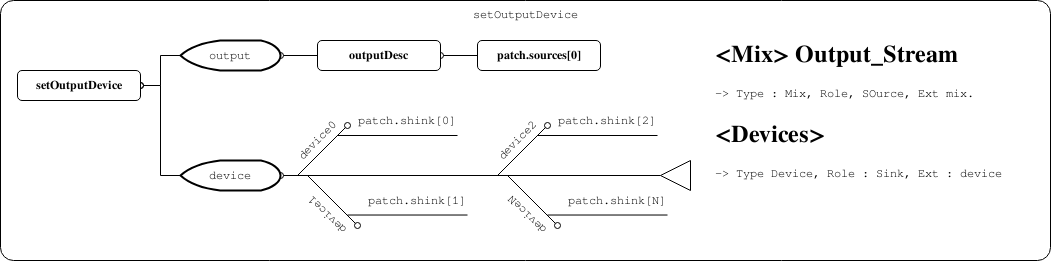 setOutputDevice
output
outputDesc
patch.sources[0]
setOutputDevice
device0
patch.shink[0]
device2
patch.shink[2]
device
device1
patch.shink[1]
deviceN
patch.shink[N]
<Mix> Output_Stream
-> Type : Mix, Role, SOurce, Ext mix.
<Devices>
-> Type Device, Role : Sink, Ext : device